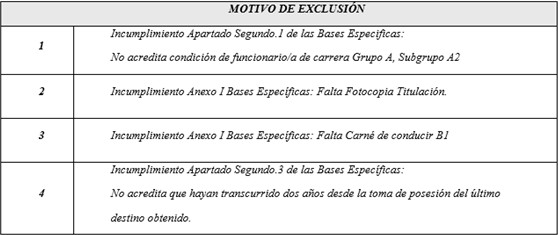 MOTIVO DE EXCLUSIÓN
1
Incumplimiento Apartado Segundo.1 de las Bases Específicas:
No acredita condición de funcionario/a de carrera Grupo A, Subgrupo A2
2
Incumplimiento Anexo I Bases Específicas: Falta Fotocopia Titulación.
3
Incumplimiento Anexo I Bases Específicas: Falta Carné de conducir B1
4
Incumplimiento Apartado Segundo.3 de las Bases Específicas:
No acredita que hayan transcurrido dos años desde la toma de posesión del último
destino obtenido.